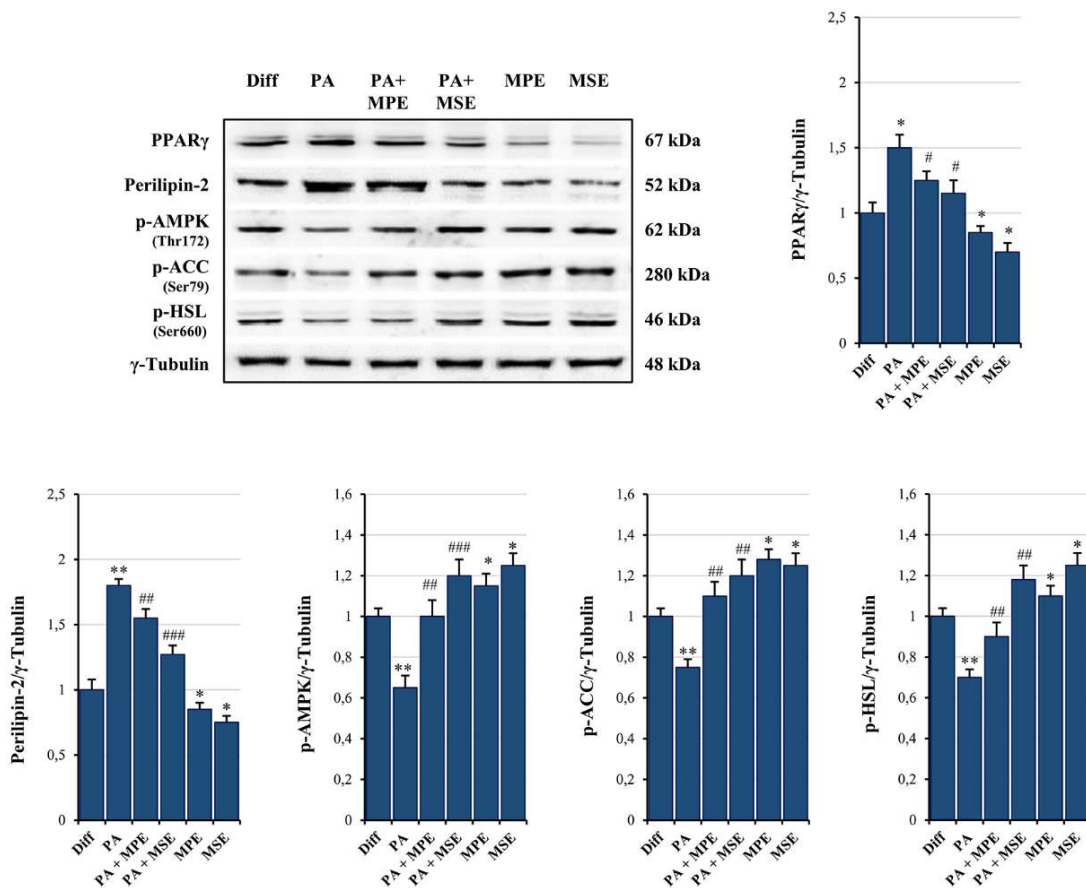 Diff PA PA+ MPE PA+ MSE MPE MSE
PPARγ 67 kDa
Perilipin-2 52 kDa
p-AMPK (Thr172) 62 kDa
p-ACC (Ser79) 280 kDa
p-HSL (Ser660) 46 kDa
γ-Tubulin 48 kDa
PPARγ/γ-Tubulin
2,5
2
1,5
1
0,5
0
* # # * *
Diff PA PA + MPE PA + MSE MPE MSE
Perilipin-2/γ-Tubulin
2,5
2
1,5
1
0,5
0
** ## ### * *
Diff PA PA + MPE PA + MSE MPE MSE
p-AMPK/γ-Tubulin
1,6
1,4
1,2
1
0,8
0,6
0,4
0,2
0
** ## ### * *
Diff PA PA + MPE PA + MSE MPE MSE
p-ACC/γ-Tubulin
1,6
1,4
1,2
1
0,8
0,6
0,4
0,2
0
** ## ## * *
Diff PA PA + MPE PA + MSE MPE MSE
p-HSL/γ-Tubulin
1,6
1,4
1,2
1
0,8
0,6
0,4
0,2
0
** ## ## * *
Diff PA PA + MPE PA + MSE MPE MSE